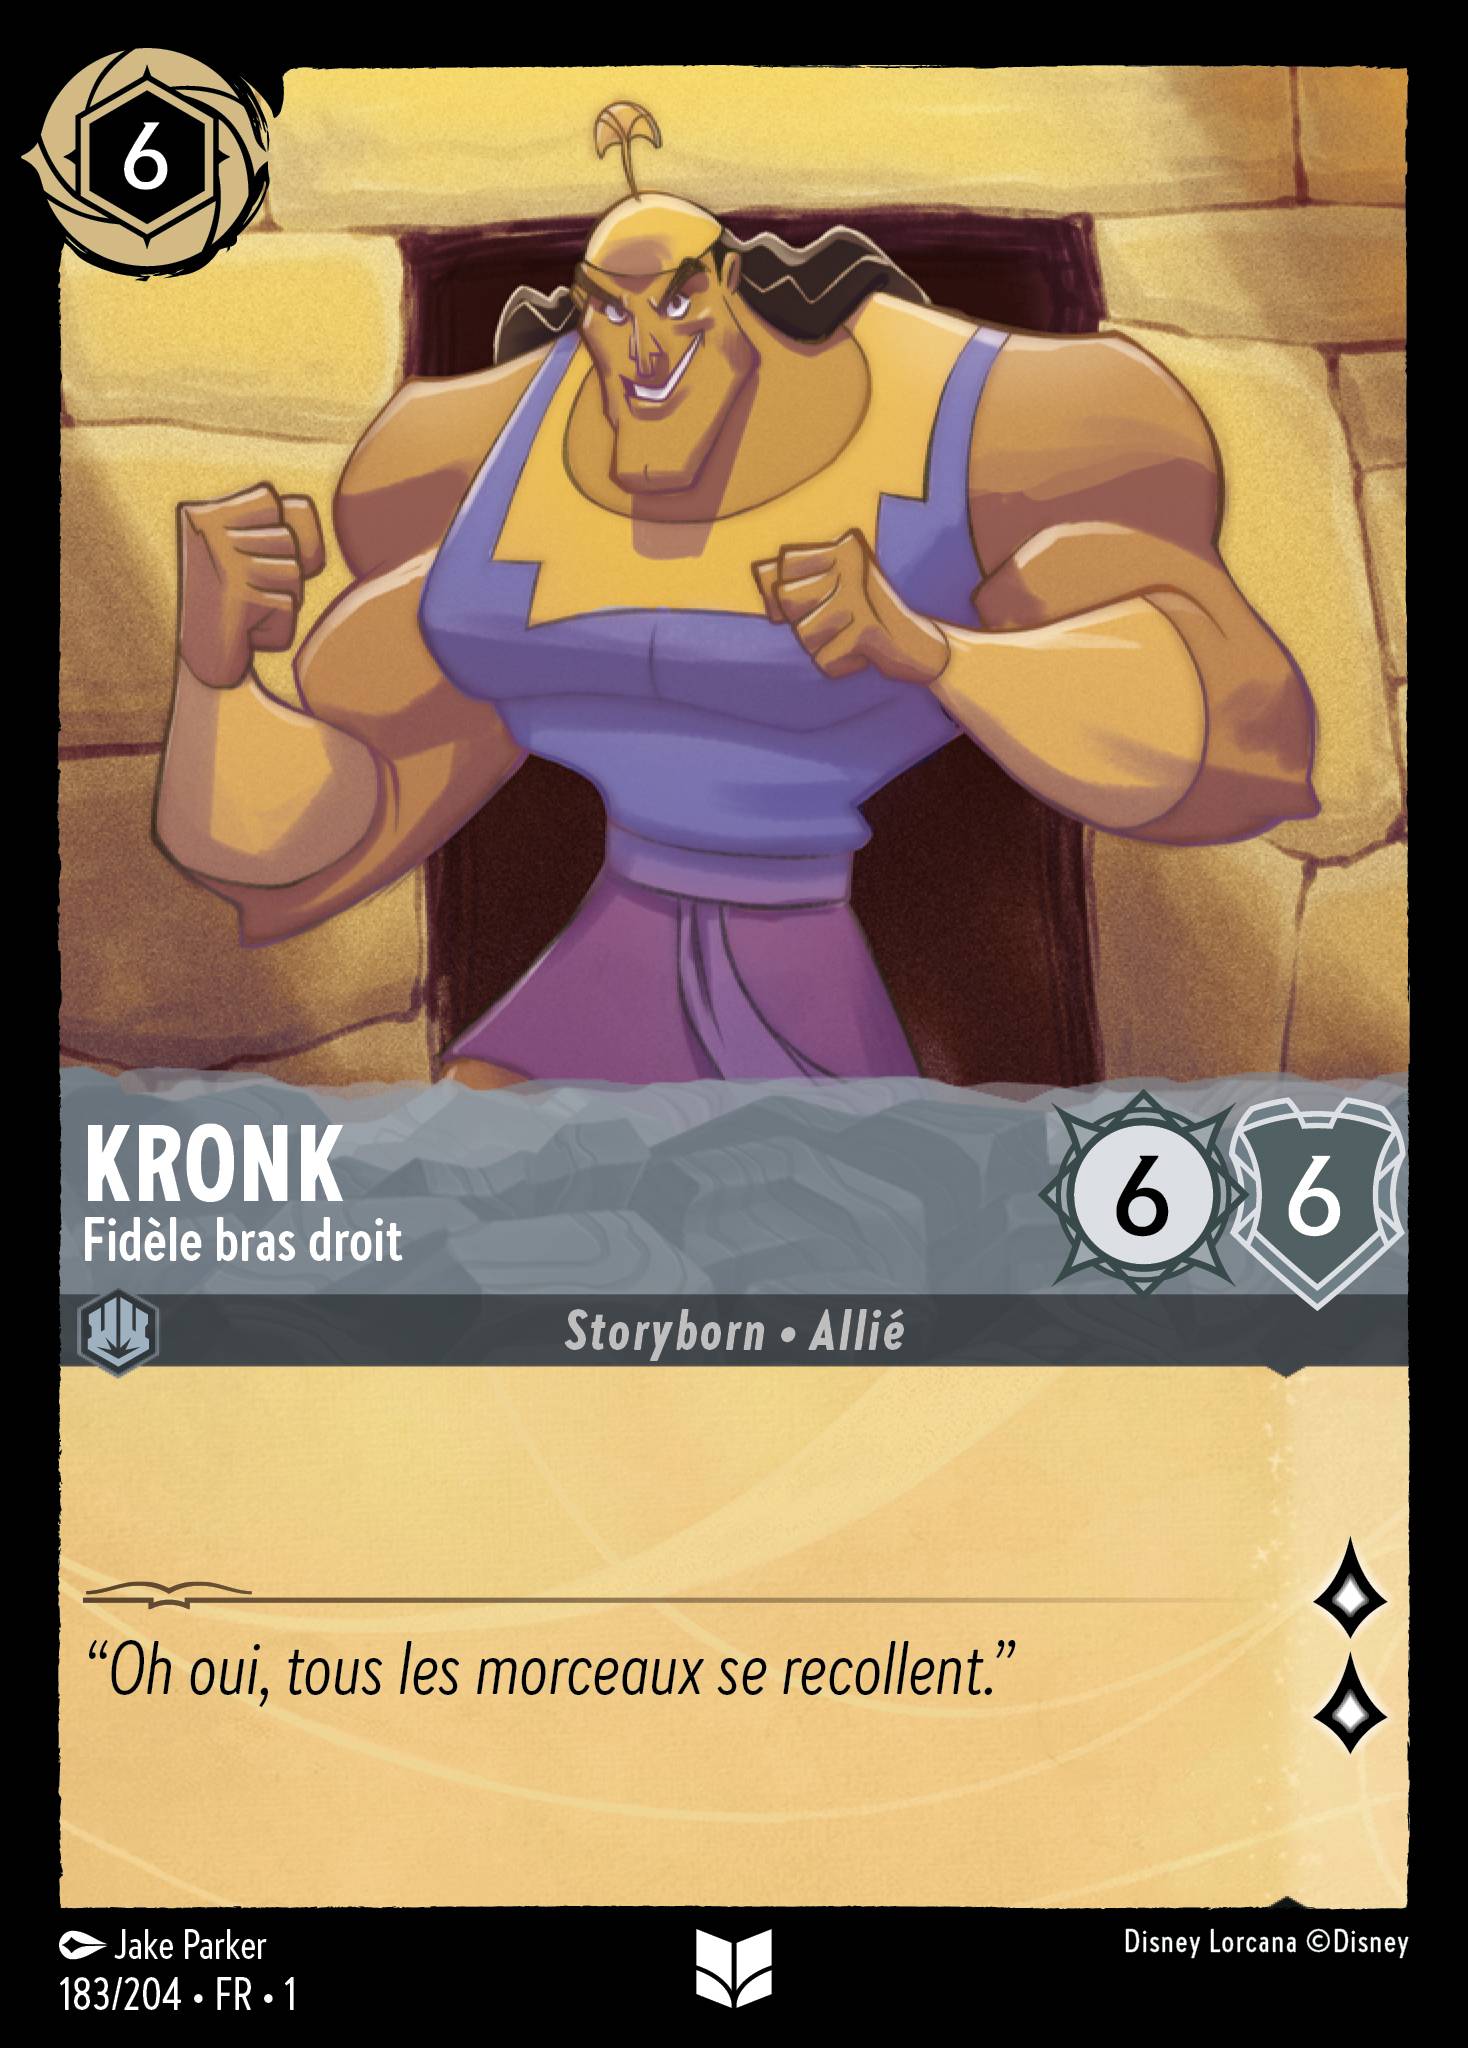 6
KRONK
Fidèle bras droit
6 6
Storyborn • Allié
“Oh oui, tous les morceaux se recollent.”
Jake Parker
183/204 • FR • 1
Disney Lorcana ©Disney